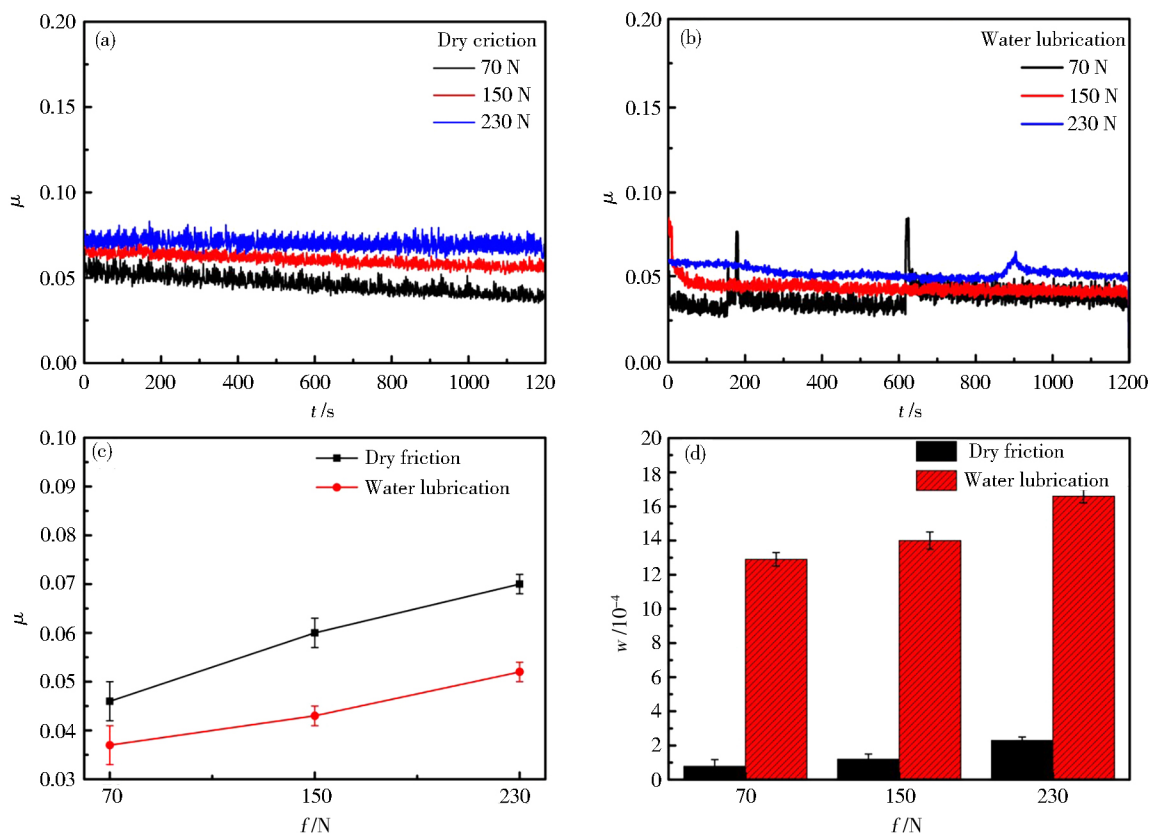 (a)
Dry criction
70 N
150 N
230 N
0.20
0.15
0.10
0.05
0.00
μ
0 200 400 600 800 1000 120
t /s
(b)
Water lubrication
70 N
150 N
230 N
0.20
0.15
0.10
0.05
0.00
μ
0 200 400 600 800 1000 1200
t /s
(c)
Dry friction
Water lubrication
0.10
0.09
0.08
0.07
0.06
0.05
0.04
0.03
μ
70 150 230
f /N
(d)
Dry friction
Water lubrication
20
18
16
14
12
10
8
6
4
2
0
w /10⁻⁴
70 150 230
f /N